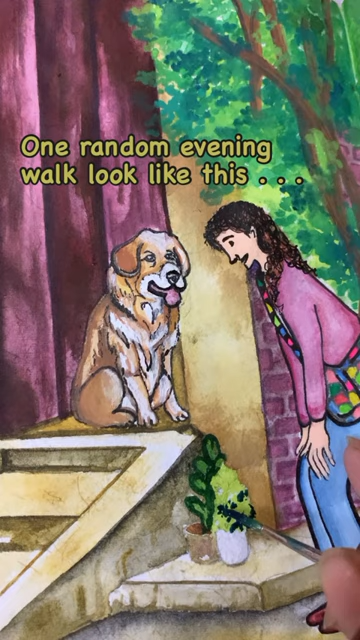 One random evening
walk look like this . . .